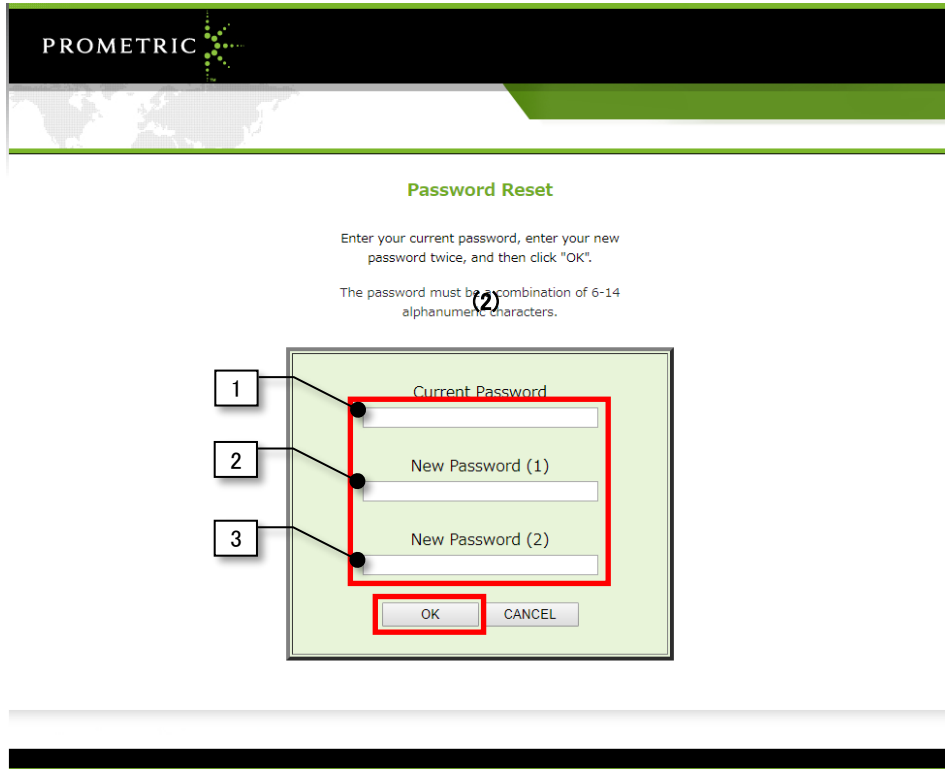 PROMETRIC
Password Reset
Enter your current password, enter your new
password twice, and then click "OK".
The password must be a combination of 6-14
(2)
alphanumeric characters.
1
Current Password
2
New Password (1)
3
New Password (2)
OK
CANCEL